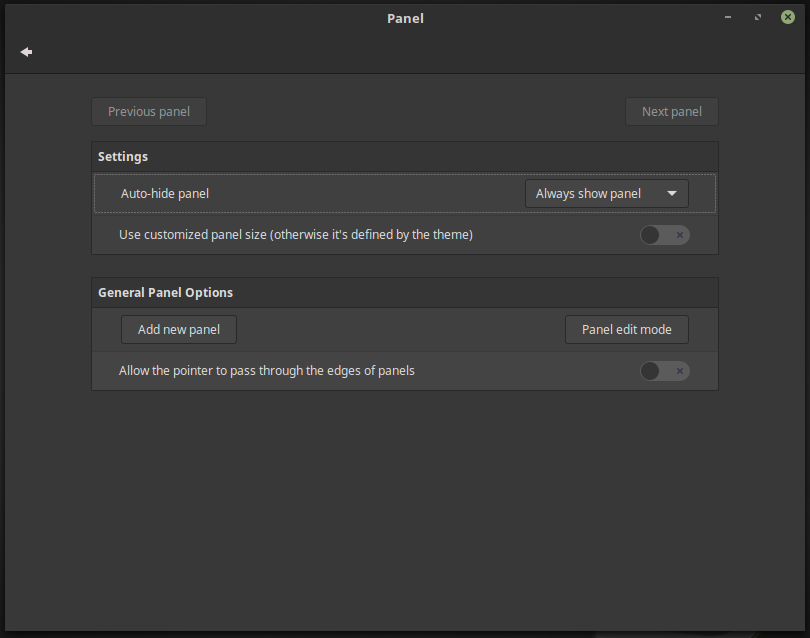 Panel
Previous panel
Next panel
Settings
Auto-hide panel
Always show panel
Use customized panel size (otherwise it's defined by the theme)
General Panel Options
Add new panel
Panel edit mode
Allow the pointer to pass through the edges of panels